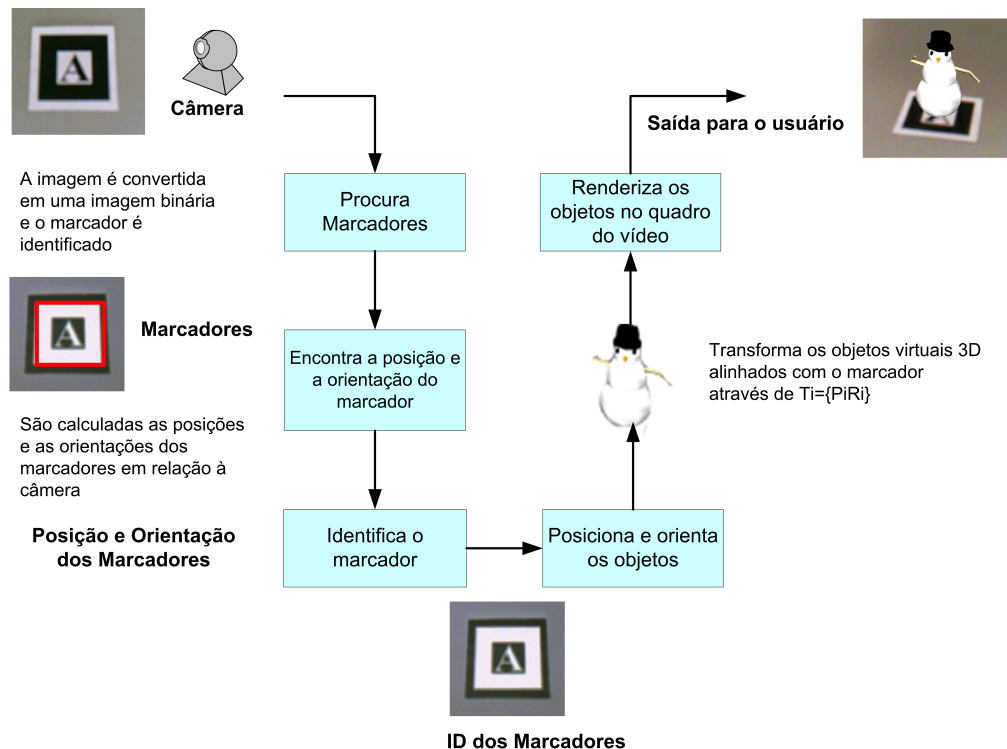 A
Câmera
Saída para o usuário
A imagem é convertida
em uma imagem binária
e o marcador é
identificado
Procura
Marcadores
Renderiza os
objetos no quadro
do vídeo
A
Marcadores
Encontra a posição e
a orientação do
marcador
Transforma os objetos virtuais 3D
alinhados com o marcador
através de Ti={PiRi}
São calculadas as posições
e as orientações dos
marcadores em relação à
câmera
Posição e Orientação
dos Marcadores
Identifica o
marcador
Posiciona e orienta
os objetos
A
ID dos Marcadores